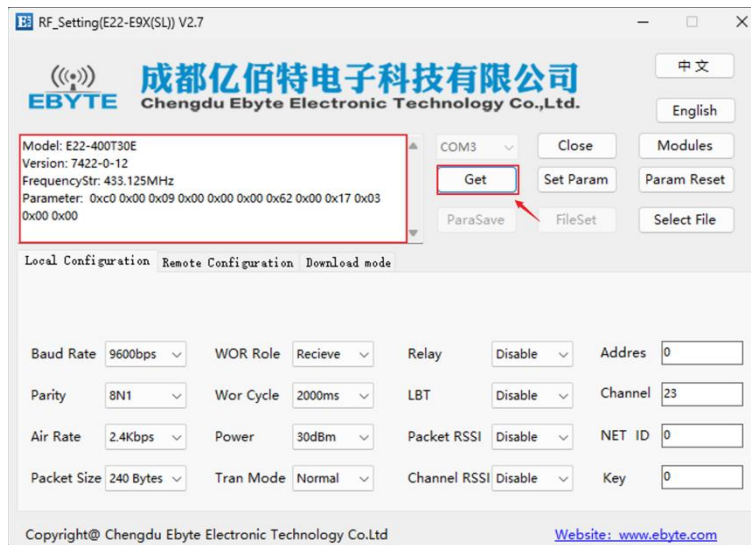 RF_Setting(E22-E9X(SL)) V2.7
EBYTE
成都亿佰特电子科技有限公司
Chengdu Ebyte Electronic Technology Co.,Ltd.
中文
English
Model: E22-400T30E
Version: 7422-0-12
FrequencyStr: 433.125MHz
Parameter: 0xc0 0x00 0x09 0x00 0x00 0x00 0x62 0x00 0x17 0x03
0x00 0x00
COM3 Close Modules
Get Set Param Param Reset
ParaSave FileSet Select File
Local Configuration Remote Configuration Download mode
Baud Rate 9600bps WOR Role Recieve Relay Disable Addres 0
Parity 8N1 Wor Cycle 2000ms LBT Disable Channel 23
Air Rate 2.4Kbps Power 30dBm Packet RSSI Disable NET ID 0
Packet Size 240 Bytes Tran Mode Normal Channel RSSI Disable Key 0
Copyright@ Chengdu Ebyte Electronic Technology Co.Ltd Website: www.ebyte.com